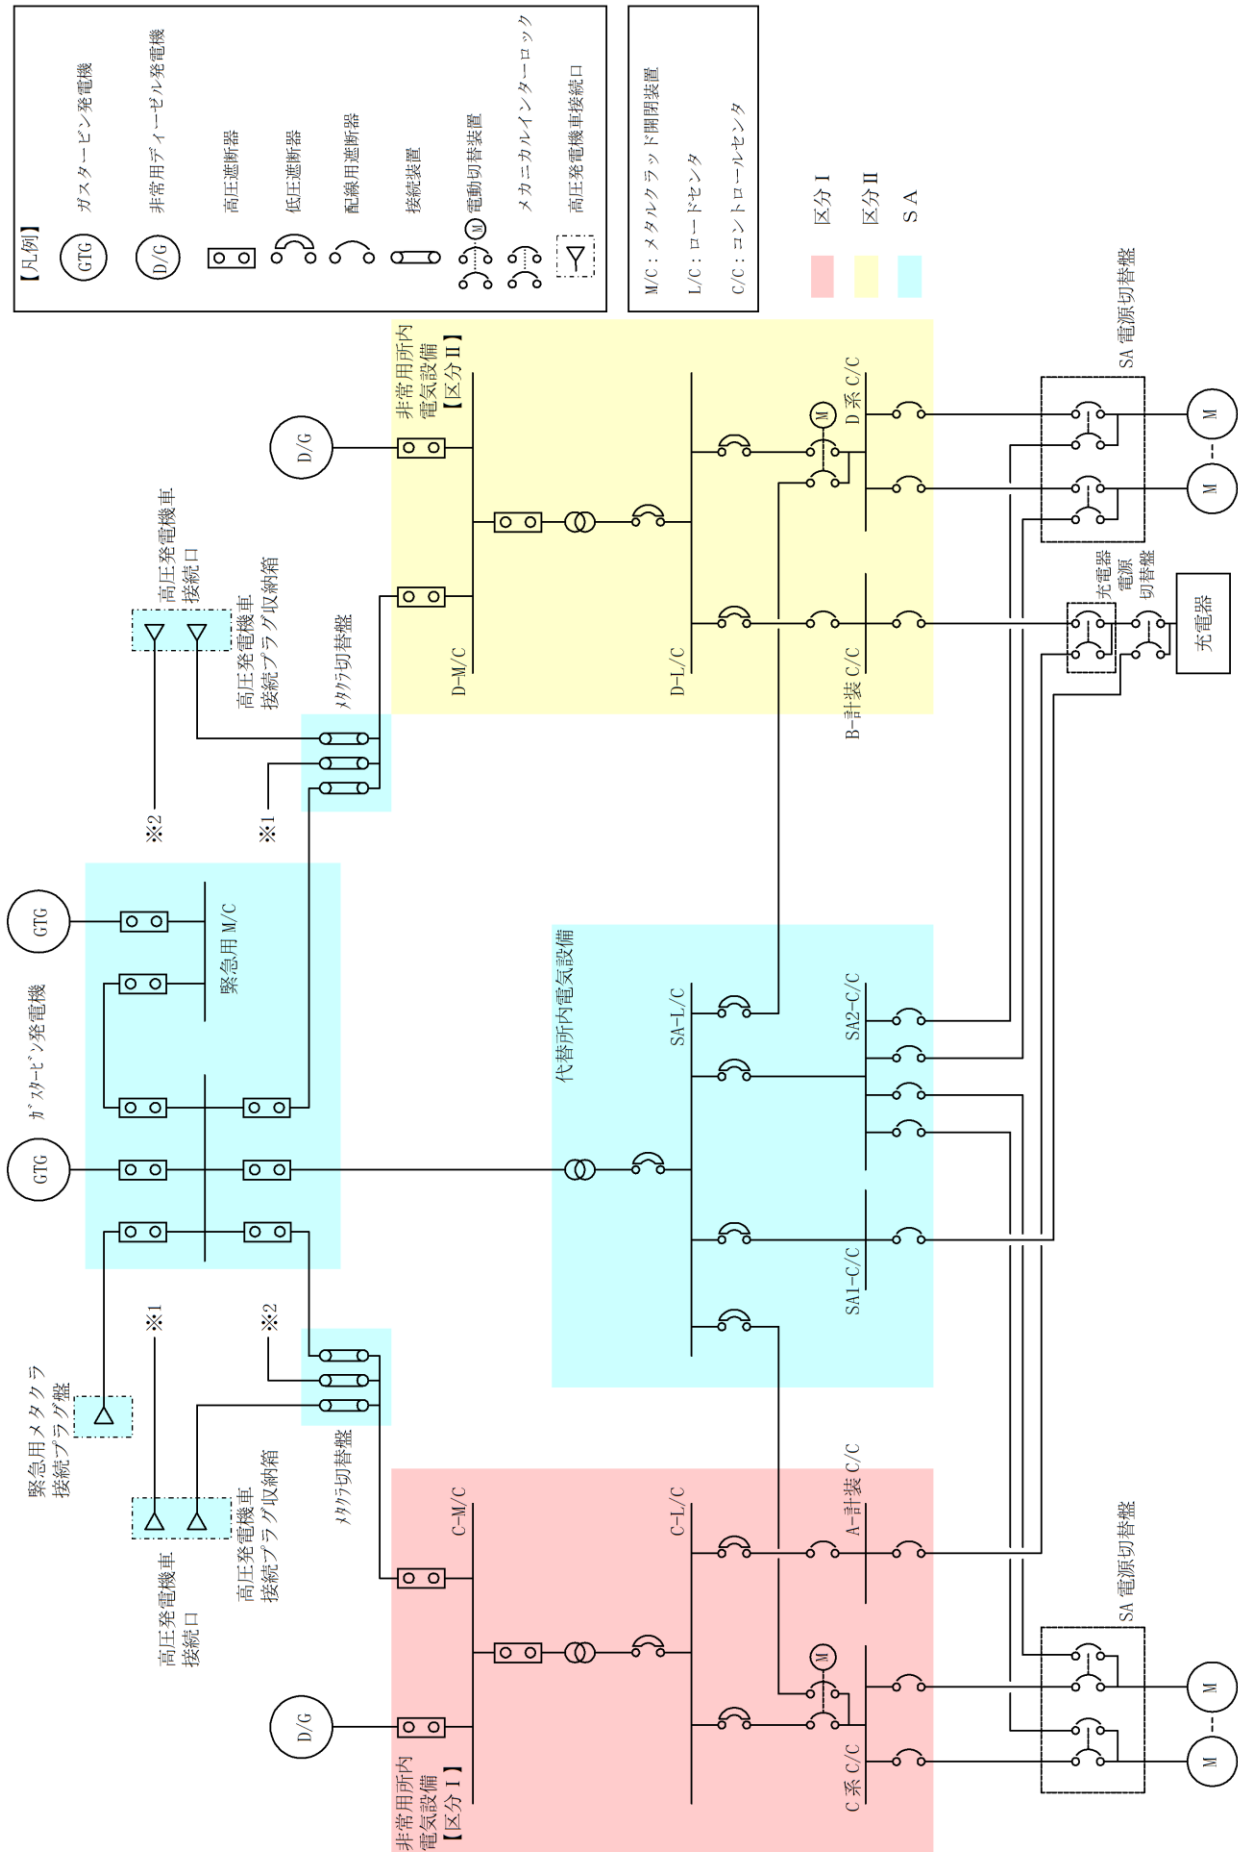 【凡例】
GTG
ガスタービン発電機
D/G
非常用ディーゼル発電機
高圧遮断器
低圧遮断器
配線用遮断器
接続装置
M
電動切替装置
メカニカルインターロック
高圧発電機車接続口
M/C：メタルクラッド開閉装置
L/C：ロードセンタ
C/C：コントロールセンタ
区分Ⅰ
区分Ⅱ
ＳＡ
GTG
ｶﾞｽﾀｰﾋﾞﾝ発電機
GTG
緊急用 M/C
緊急用メタクラ
接続プラグ盤
※1
※2
高圧発電機車
接続口
高圧発電機車
接続プラグ収納箱
ﾒﾀｸﾗ切替盤
※2
※1
高圧発電機車
接続口
高圧発電機車
接続プラグ収納箱
ﾒﾀｸﾗ切替盤
D/G
非常用所内
電気設備
【区分Ⅰ】
C-M/C
C-L/C
M
C 系 C/C
A-計装 C/C
代替所内電気設備
SA-L/C
SA1-C/C
SA2-C/C
D/G
非常用所内
電気設備
【区分Ⅱ】
D-M/C
D-L/C
M
B-計装 C/C
D 系 C/C
SA 電源切替盤
M
M
充電器
電源
切替盤
充電器
SA 電源切替盤
M
M